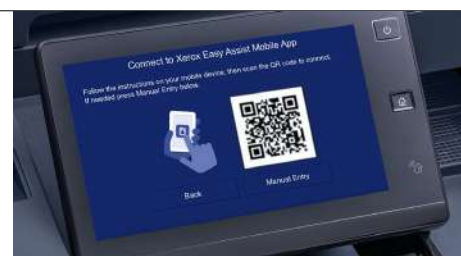 Connect to Xerox Easy Assist Mobile App
Follow the instructions on your mobile device, then scan the QR code to connect.
If needed press Manual Entry below.
Back
Manual Entry